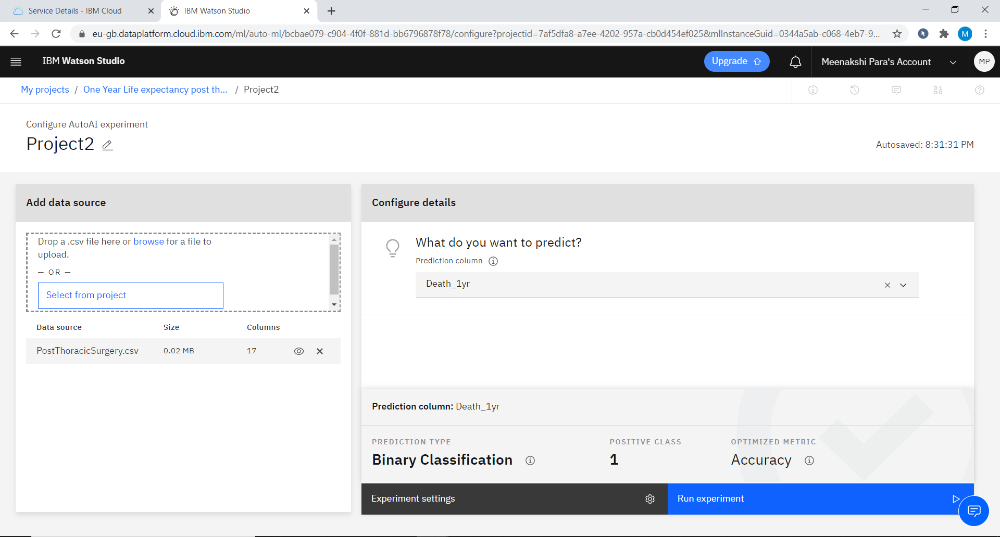 Service Details - IBM Cloud
IBM Watson Studio
eu-gb.dataplatform.cloud.ibm.com/ml/auto-ml/bcbae079-c904-4f0f-881d-bb6796878f78/configure?projectid=7af5dfa8-a7ee-4202-957a-cb0d454ef025&mlInstanceGuid=0344a5ab-c068-4eb7-9...
M
IBM Watson Studio
Upgrade
Meenakshi Para's Account
MP
My projects / One Year Life expectancy post th... / Project2
Configure AutoAI experiment
Project2
Autosaved: 8:31:31 PM
Add data source
Drop a .csv file here or browse for a file to
upload.
— OR —
Select from project
Data source Size Columns
PostThoracicSurgery.csv 0.02 MB 17
Configure details
What do you want to predict?
Prediction column
Death_1yr
Prediction column: Death_1yr
PREDICTION TYPE POSITIVE CLASS OPTIMIZED METRIC
Binary Classification 1 Accuracy
Experiment settings
Run experiment